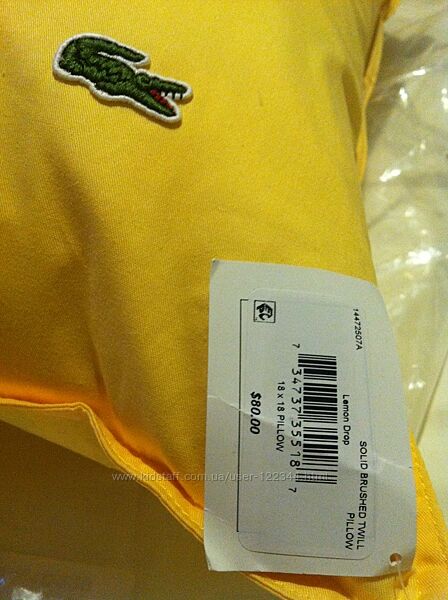 14472507A
SOLID BRUSHED TWILL
PILLOW
Lemon Drop
7 34737 35518 7
18 x 18 PILLOW
$80.00
www.kidstaff.com.ua/user-122349.html